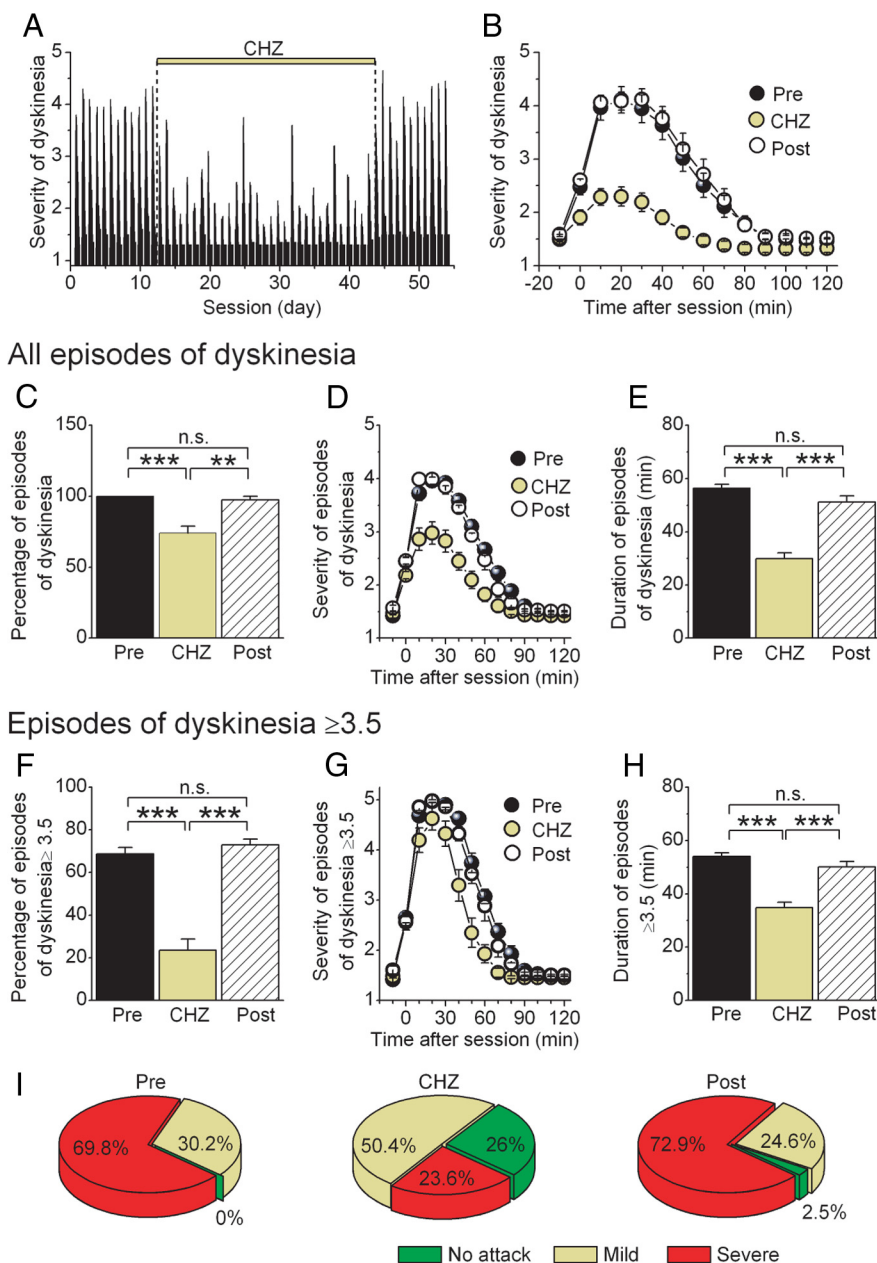 A
CHZ
Severity of dyskinesia
5
4
3
2
1
0 10 20 30 40 50
Session (day)
B
Severity of dyskinesia
5
4
3
2
1
Pre
CHZ
Post
-20 0 20 40 60 80 100 120
Time after session (min)
All episodes of dyskinesia
C
Percentage of episodes
of dyskinesia
150
100
50
0
n.s.
*** **
Pre CHZ Post
D
Severity of episodes
of dyskinesia
5
4
3
2
1
Pre
CHZ
Post
0 30 60 90 120
Time after session (min)
E
Duration of episodes
of dyskinesia (min)
80
60
40
20
0
n.s.
*** ***
Pre CHZ Post
Episodes of dyskinesia ≥3.5
F
Percentage of episodes
of dyskinesia≥ 3.5
100
80
60
40
20
0
n.s.
*** ***
Pre CHZ Post
G
Severity of episodes
of dyskinesia ≥3.5
5
4
3
2
1
Pre
CHZ
Post
0 30 60 90 120
Time after session (min)
H
Duration of episodes
≥3.5 (min)
80
60
40
20
0
n.s.
*** ***
Pre CHZ Post
I
Pre
69.8%
30.2%
0%
CHZ
50.4%
26%
23.6%
Post
72.9%
24.6%
2.5%
No attack Mild Severe